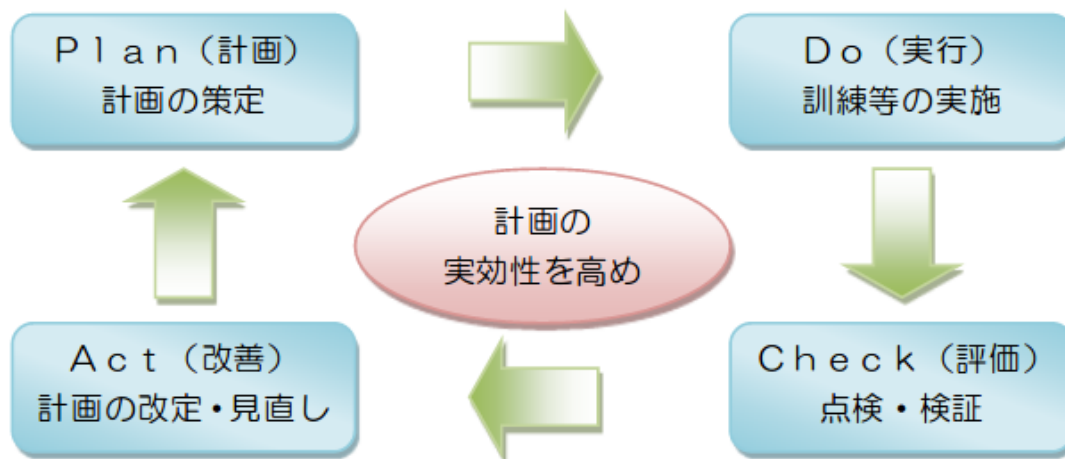 Ｐｌａｎ（計画）
計画の策定
Ｄｏ（実行）
訓練等の実施
計画の
実効性を高め
Ａｃｔ（改善）
計画の改定・見直し
Ｃｈｅｃｋ（評価）
点検・検証